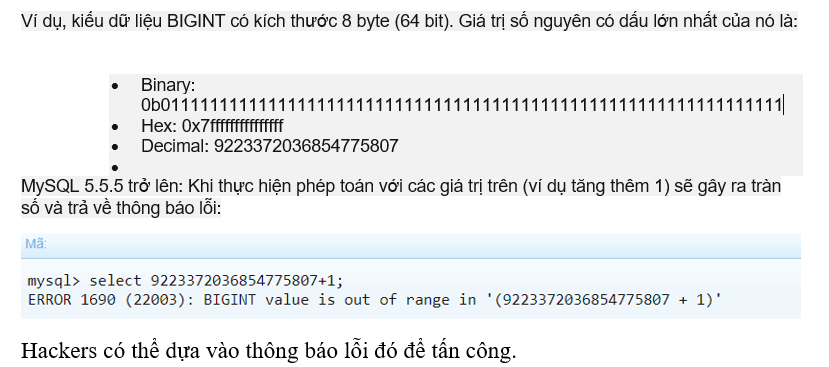 Ví dụ, kiểu dữ liệu BIGINT có kích thước 8 byte (64 bit). Giá trị số nguyên có dấu lớn nhất của nó là:
• Binary:
0b0111111111111111111111111111111111111111111111111111111111111111
• Hex: 0x7fffffffffffffff
• Decimal: 9223372036854775807
•
MySQL 5.5.5 trở lên: Khi thực hiện phép toán với các giá trị trên (ví dụ tăng thêm 1) sẽ gây ra tràn
số và trả về thông báo lỗi:
Mã:
mysql> select 9223372036854775807+1;
ERROR 1690 (22003): BIGINT value is out of range in '(9223372036854775807 + 1)'
Hackers có thể dựa vào thông báo lỗi đó để tấn công.